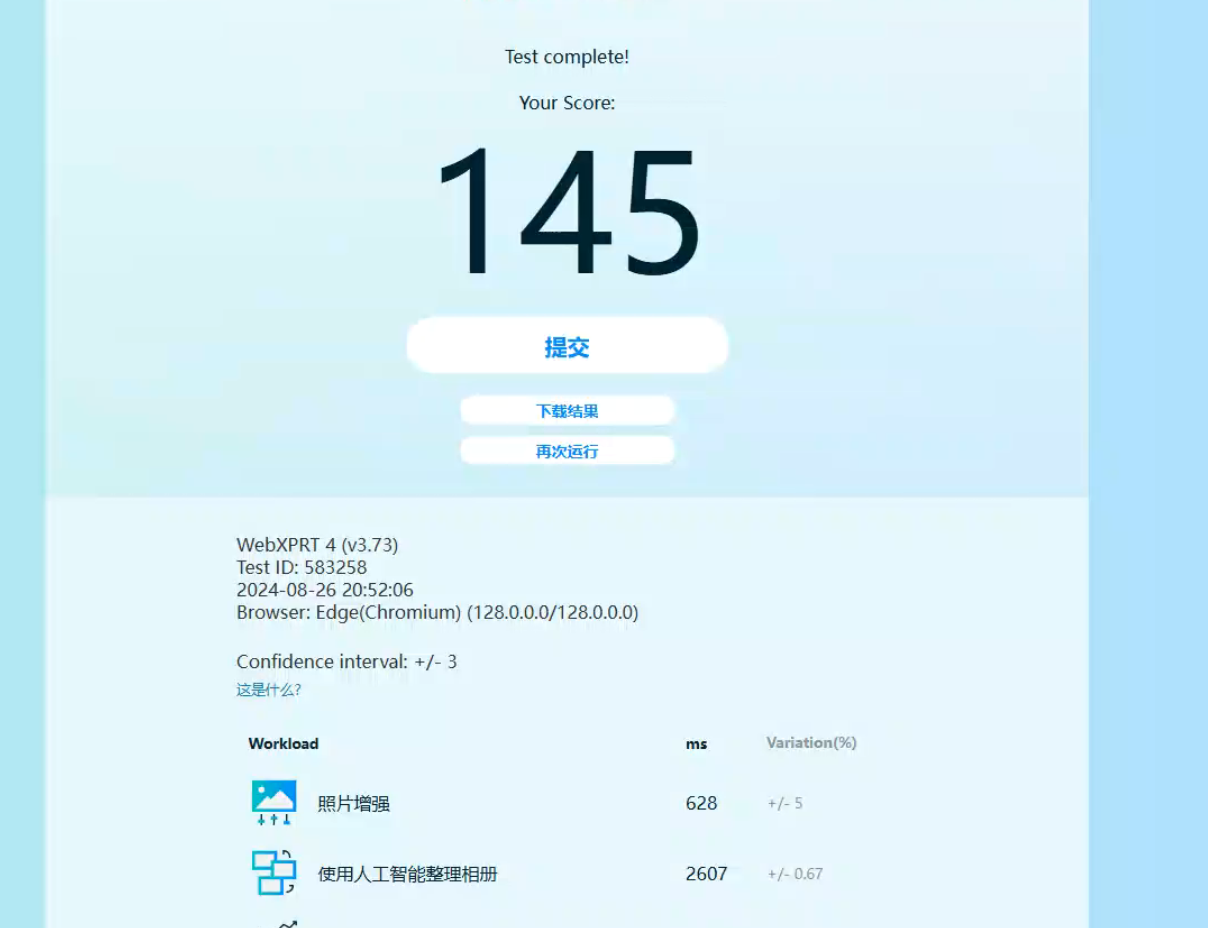 Test complete!
Your Score:
145
提交
下载结果
再次运行
WebXPRT 4 (v3.73)
Test ID: 583258
2024-08-26 20:52:06
Browser: Edge(Chromium) (128.0.0.0/128.0.0.0)
Confidence interval: +/- 3
这是什么?
Workload ms Variation(%)
照片增强 628 +/- 5
使用人工智能整理相册 2607 +/- 0.67